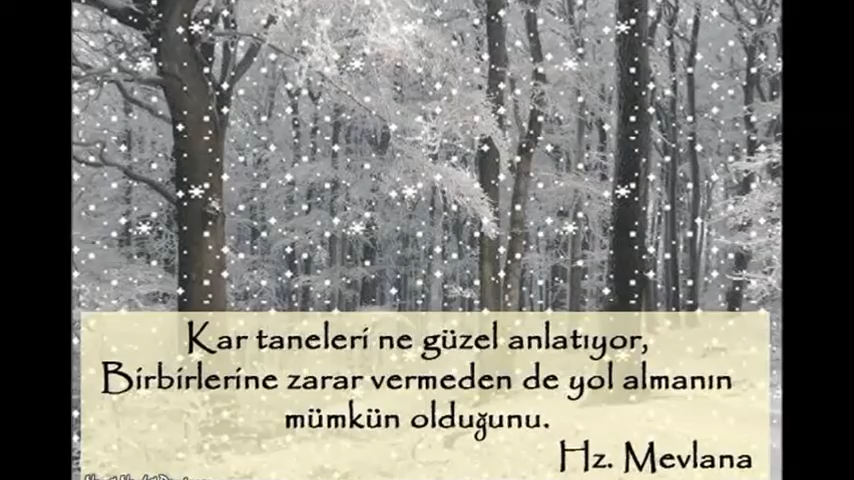 Kar taneleri ne güzel anlatıyor,
Birbirlerine zarar vermeden de yol almanın
mümkün olduğunu.
Hz. Mevlana